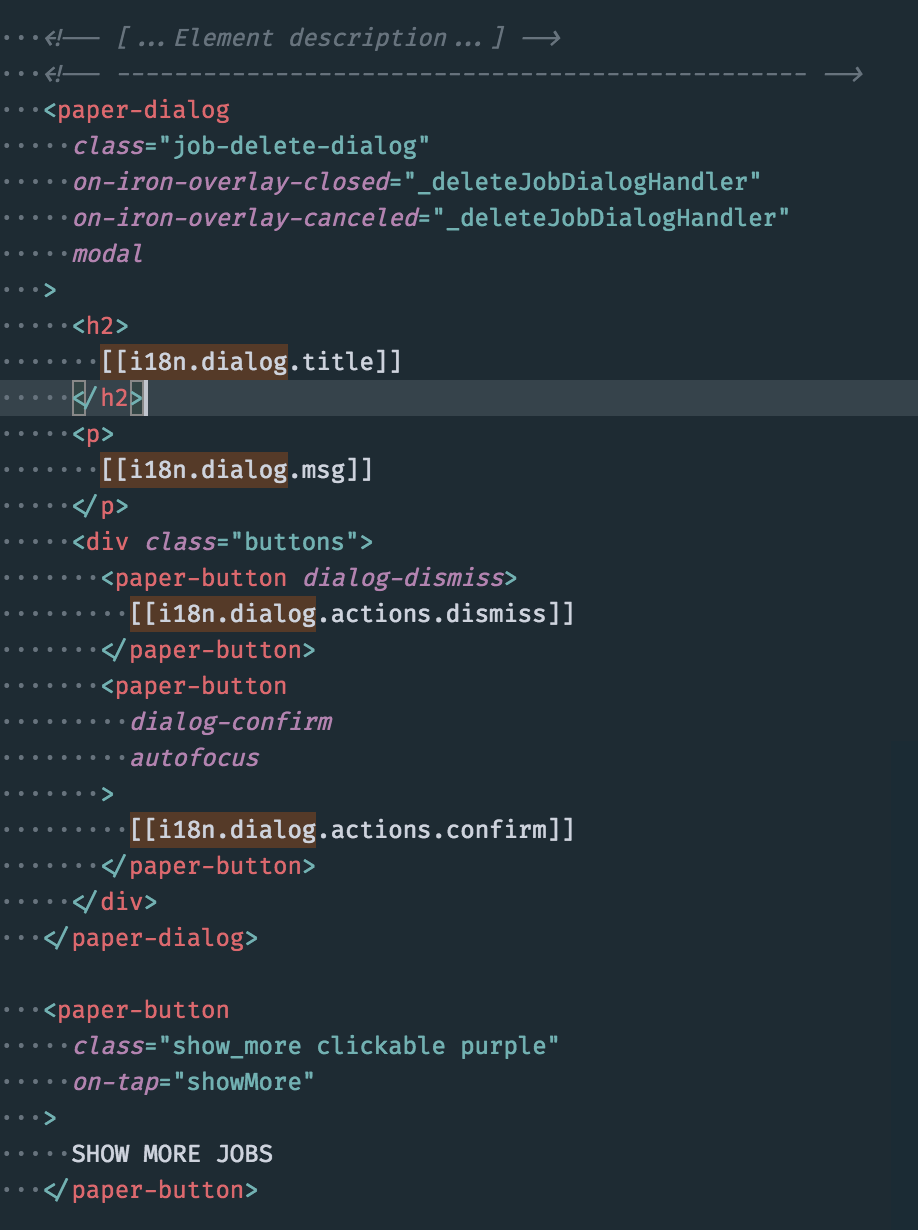 <!-- [...Element description...] -->
<!-- ------------------------------------------------ -->
<paper-dialog
class="job-delete-dialog"
on-iron-overlay-closed="_deleteJobDialogHandler"
on-iron-overlay-canceled="_deleteJobDialogHandler"
modal
>
<h2>
[[i18n.dialog.title]]
</h2>
<p>
[[i18n.dialog.msg]]
</p>
<div class="buttons">
<paper-button dialog-dismiss>
[[i18n.dialog.actions.dismiss]]
</paper-button>
<paper-button
dialog-confirm
autofocus
>
[[i18n.dialog.actions.confirm]]
</paper-button>
</div>
</paper-dialog>
<paper-button
class="show_more clickable purple"
on-tap="showMore"
>
SHOW MORE JOBS
</paper-button>